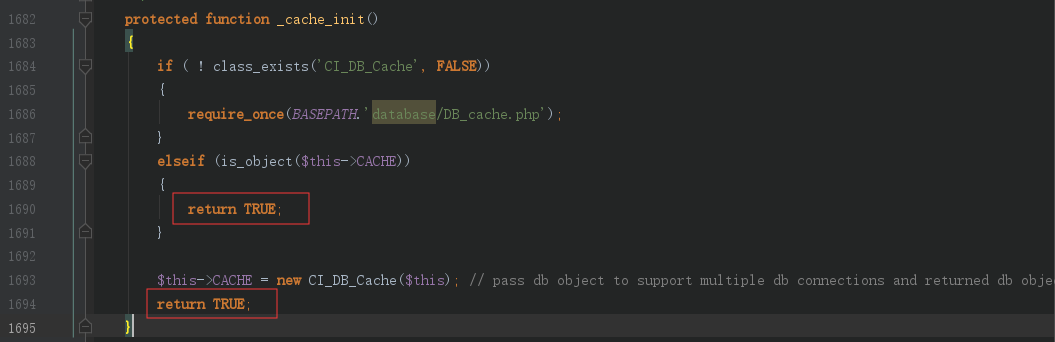 1682 protected function _cache_init()
1683 {
1684 if ( ! class_exists('CI_DB_Cache', FALSE))
1685 {
1686 require_once(BASEPATH.'database/DB_cache.php');
1687 }
1688 elseif (is_object($this->CACHE))
1689 {
1690 return TRUE;
1691 }
1692
1693 $this->CACHE = new CI_DB_Cache($this); // pass db object to support multiple db connections and returned db obje
1694 return TRUE;
1695 }